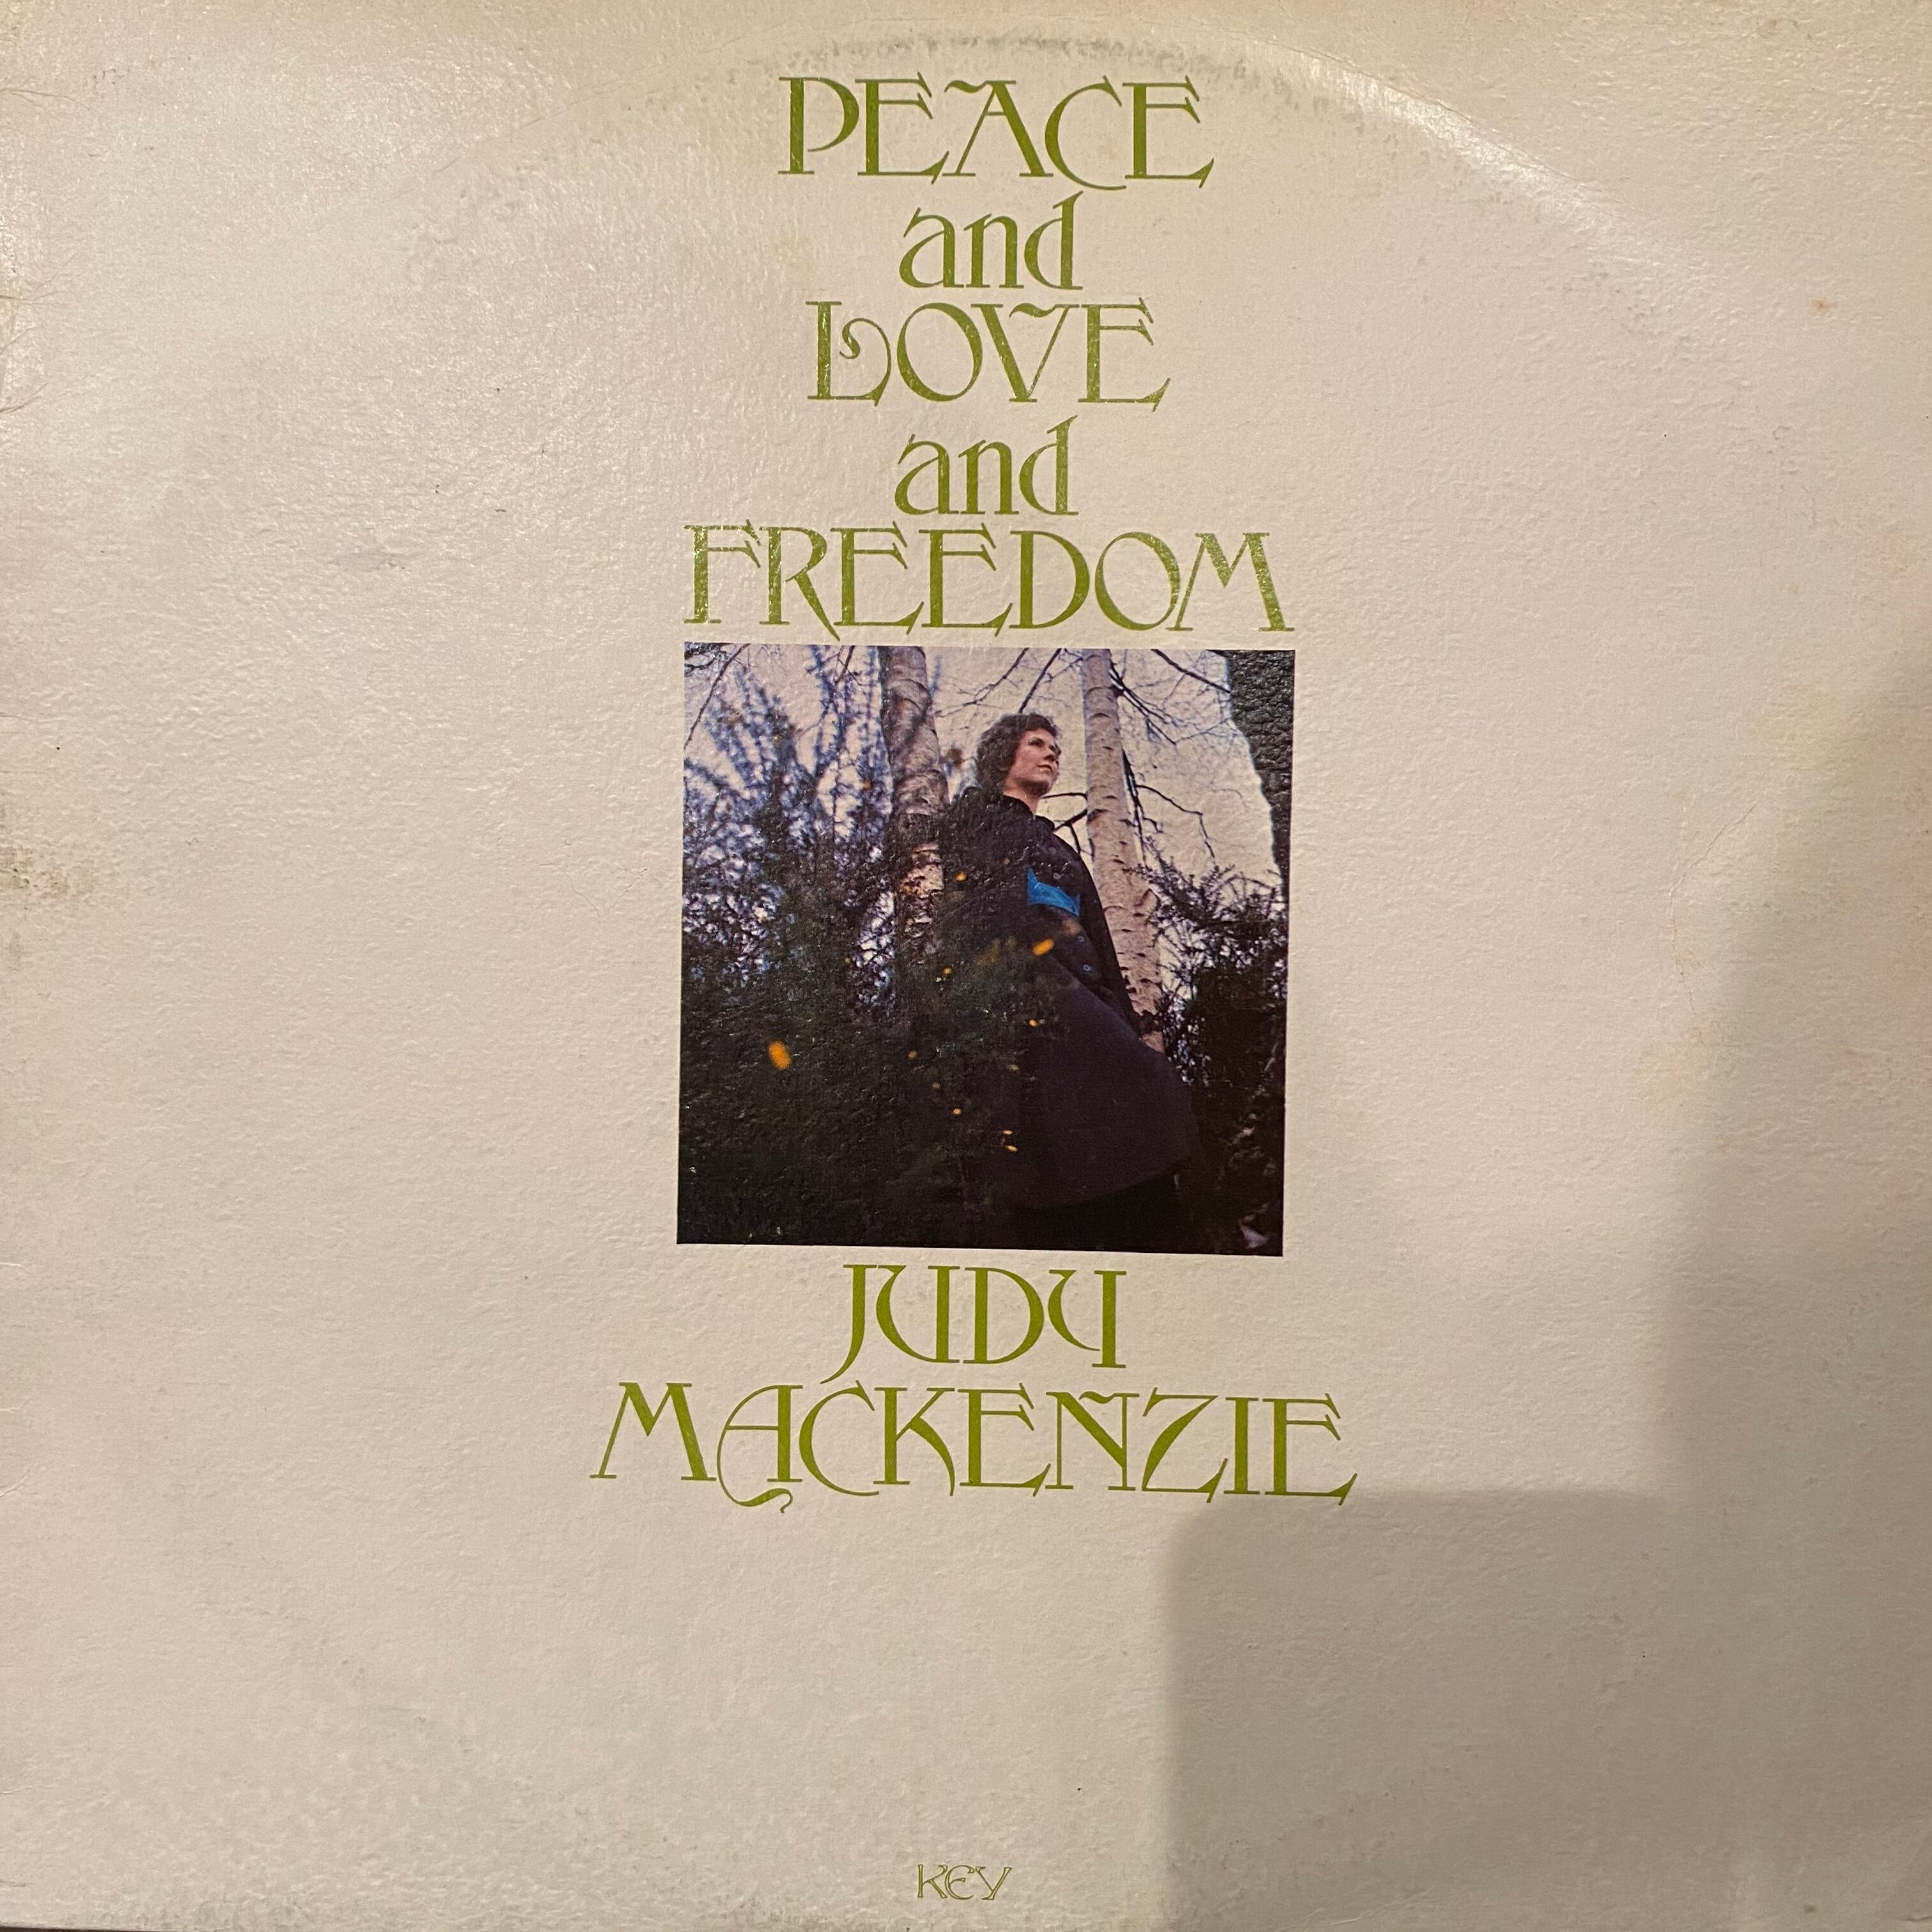 PEACE
and
LOVE
and
FREEDOM
JUDY
MACKENZIE
KEY